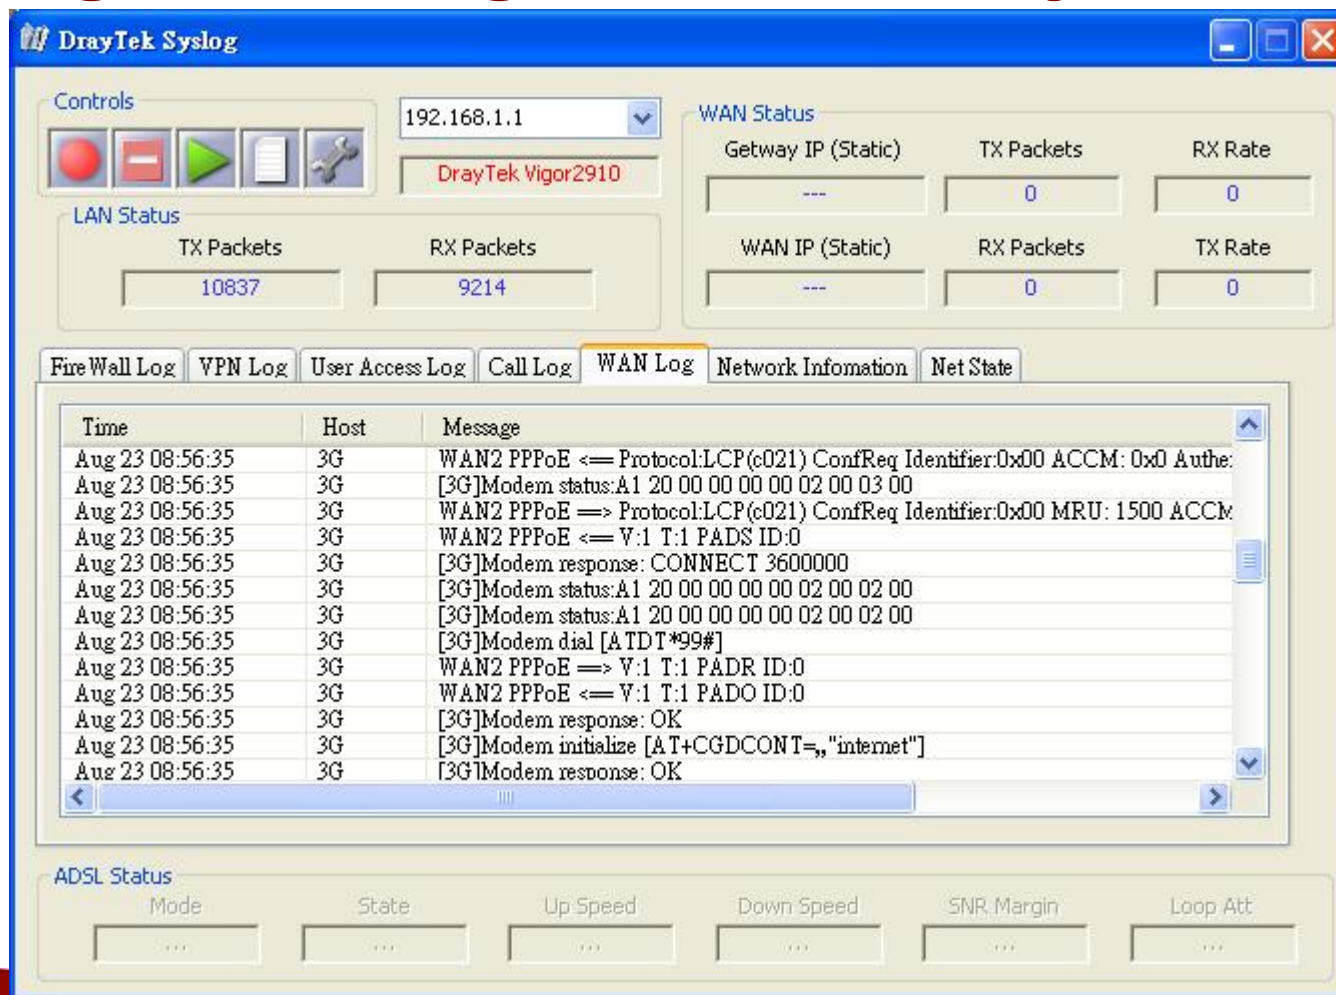 DrayTek Syslog
Controls
192.168.1.1
DrayTek Vigor2910
LAN Status
TX Packets RX Packets
10837 9214
WAN Status
Getway IP (Static) TX Packets RX Rate
--- 0 0
WAN IP (Static) RX Packets TX Rate
--- 0 0
FireWall Log VPN Log User Access Log Call Log WAN Log Network Infomation Net State
Time Host Message
Aug 23 08:56:35 3G WAN2 PPPoE <== Protocol:LCP(c021) ConfReq Identifier:0x00 ACCM: 0x0 Authe:
Aug 23 08:56:35 3G [3G]Modem status:A1 20 00 00 00 00 02 00 03 00
Aug 23 08:56:35 3G WAN2 PPPoE ==> Protocol:LCP(c021) ConfReq Identifier:0x00 MRU: 1500 ACCM
Aug 23 08:56:35 3G WAN2 PPPoE <== V:1 T:1 PADS ID:0
Aug 23 08:56:35 3G [3G]Modem response: CONNECT 3600000
Aug 23 08:56:35 3G [3G]Modem status:A1 20 00 00 00 00 02 00 02 00
Aug 23 08:56:35 3G [3G]Modem status:A1 20 00 00 00 00 02 00 02 00
Aug 23 08:56:35 3G [3G]Modem dial [ATDT*99#]
Aug 23 08:56:35 3G WAN2 PPPoE ==> V:1 T:1 PADR ID:0
Aug 23 08:56:35 3G WAN2 PPPoE <== V:1 T:1 PADO ID:0
Aug 23 08:56:35 3G [3G]Modem response: OK
Aug 23 08:56:35 3G [3G]Modem initialize [AT+CGDCONT=,,"internet"]
Aug 23 08:56:35 3G [3G]Modem response: OK
ADSL Status
Mode State Up Speed Down Speed SNR Margin Loop Att
... ... ... ... ... ...